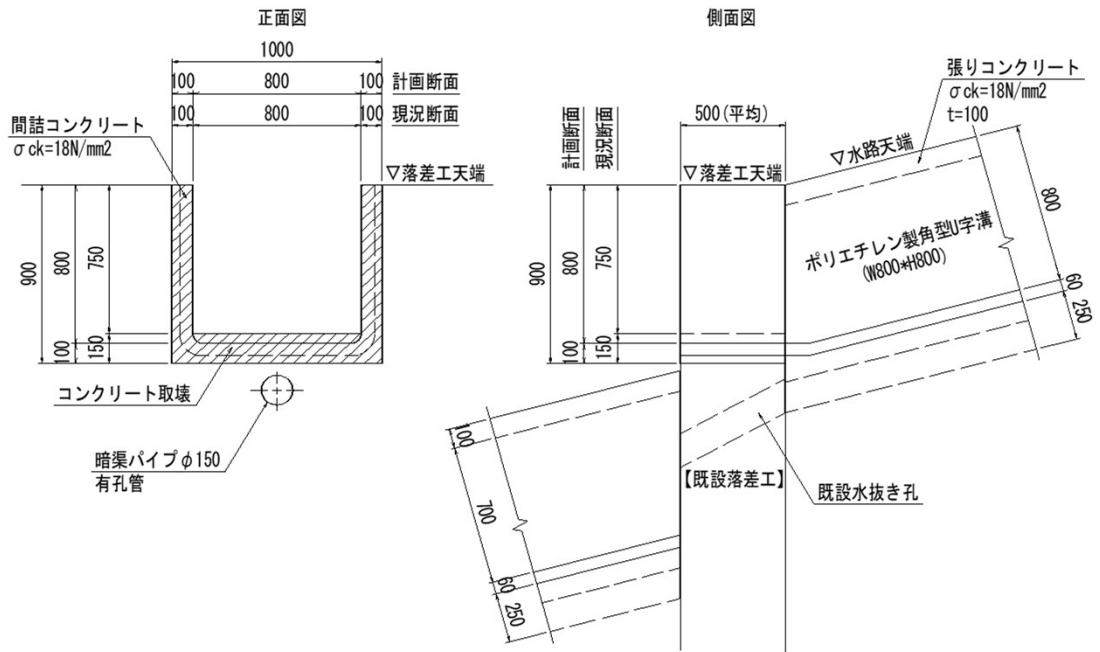 正面図
1000
100 800 100 計画断面
100 800 100 現況断面
間詰コンクリート
σck=18N/mm2
▽落差工天端
900
800
750
100
150
コンクリート取壊
暗渠パイプφ150
有孔管
側面図
計画断面
現況断面
500(平均)
▽落差工天端
▽水路天端
張りコンクリート
σck=18N/mm2
t=100
900
800
750
100
150
ポリエチレン製角型U字溝
(W800*H800)
800
60
250
100
700
60
250
【既設落差工】
既設水抜き孔